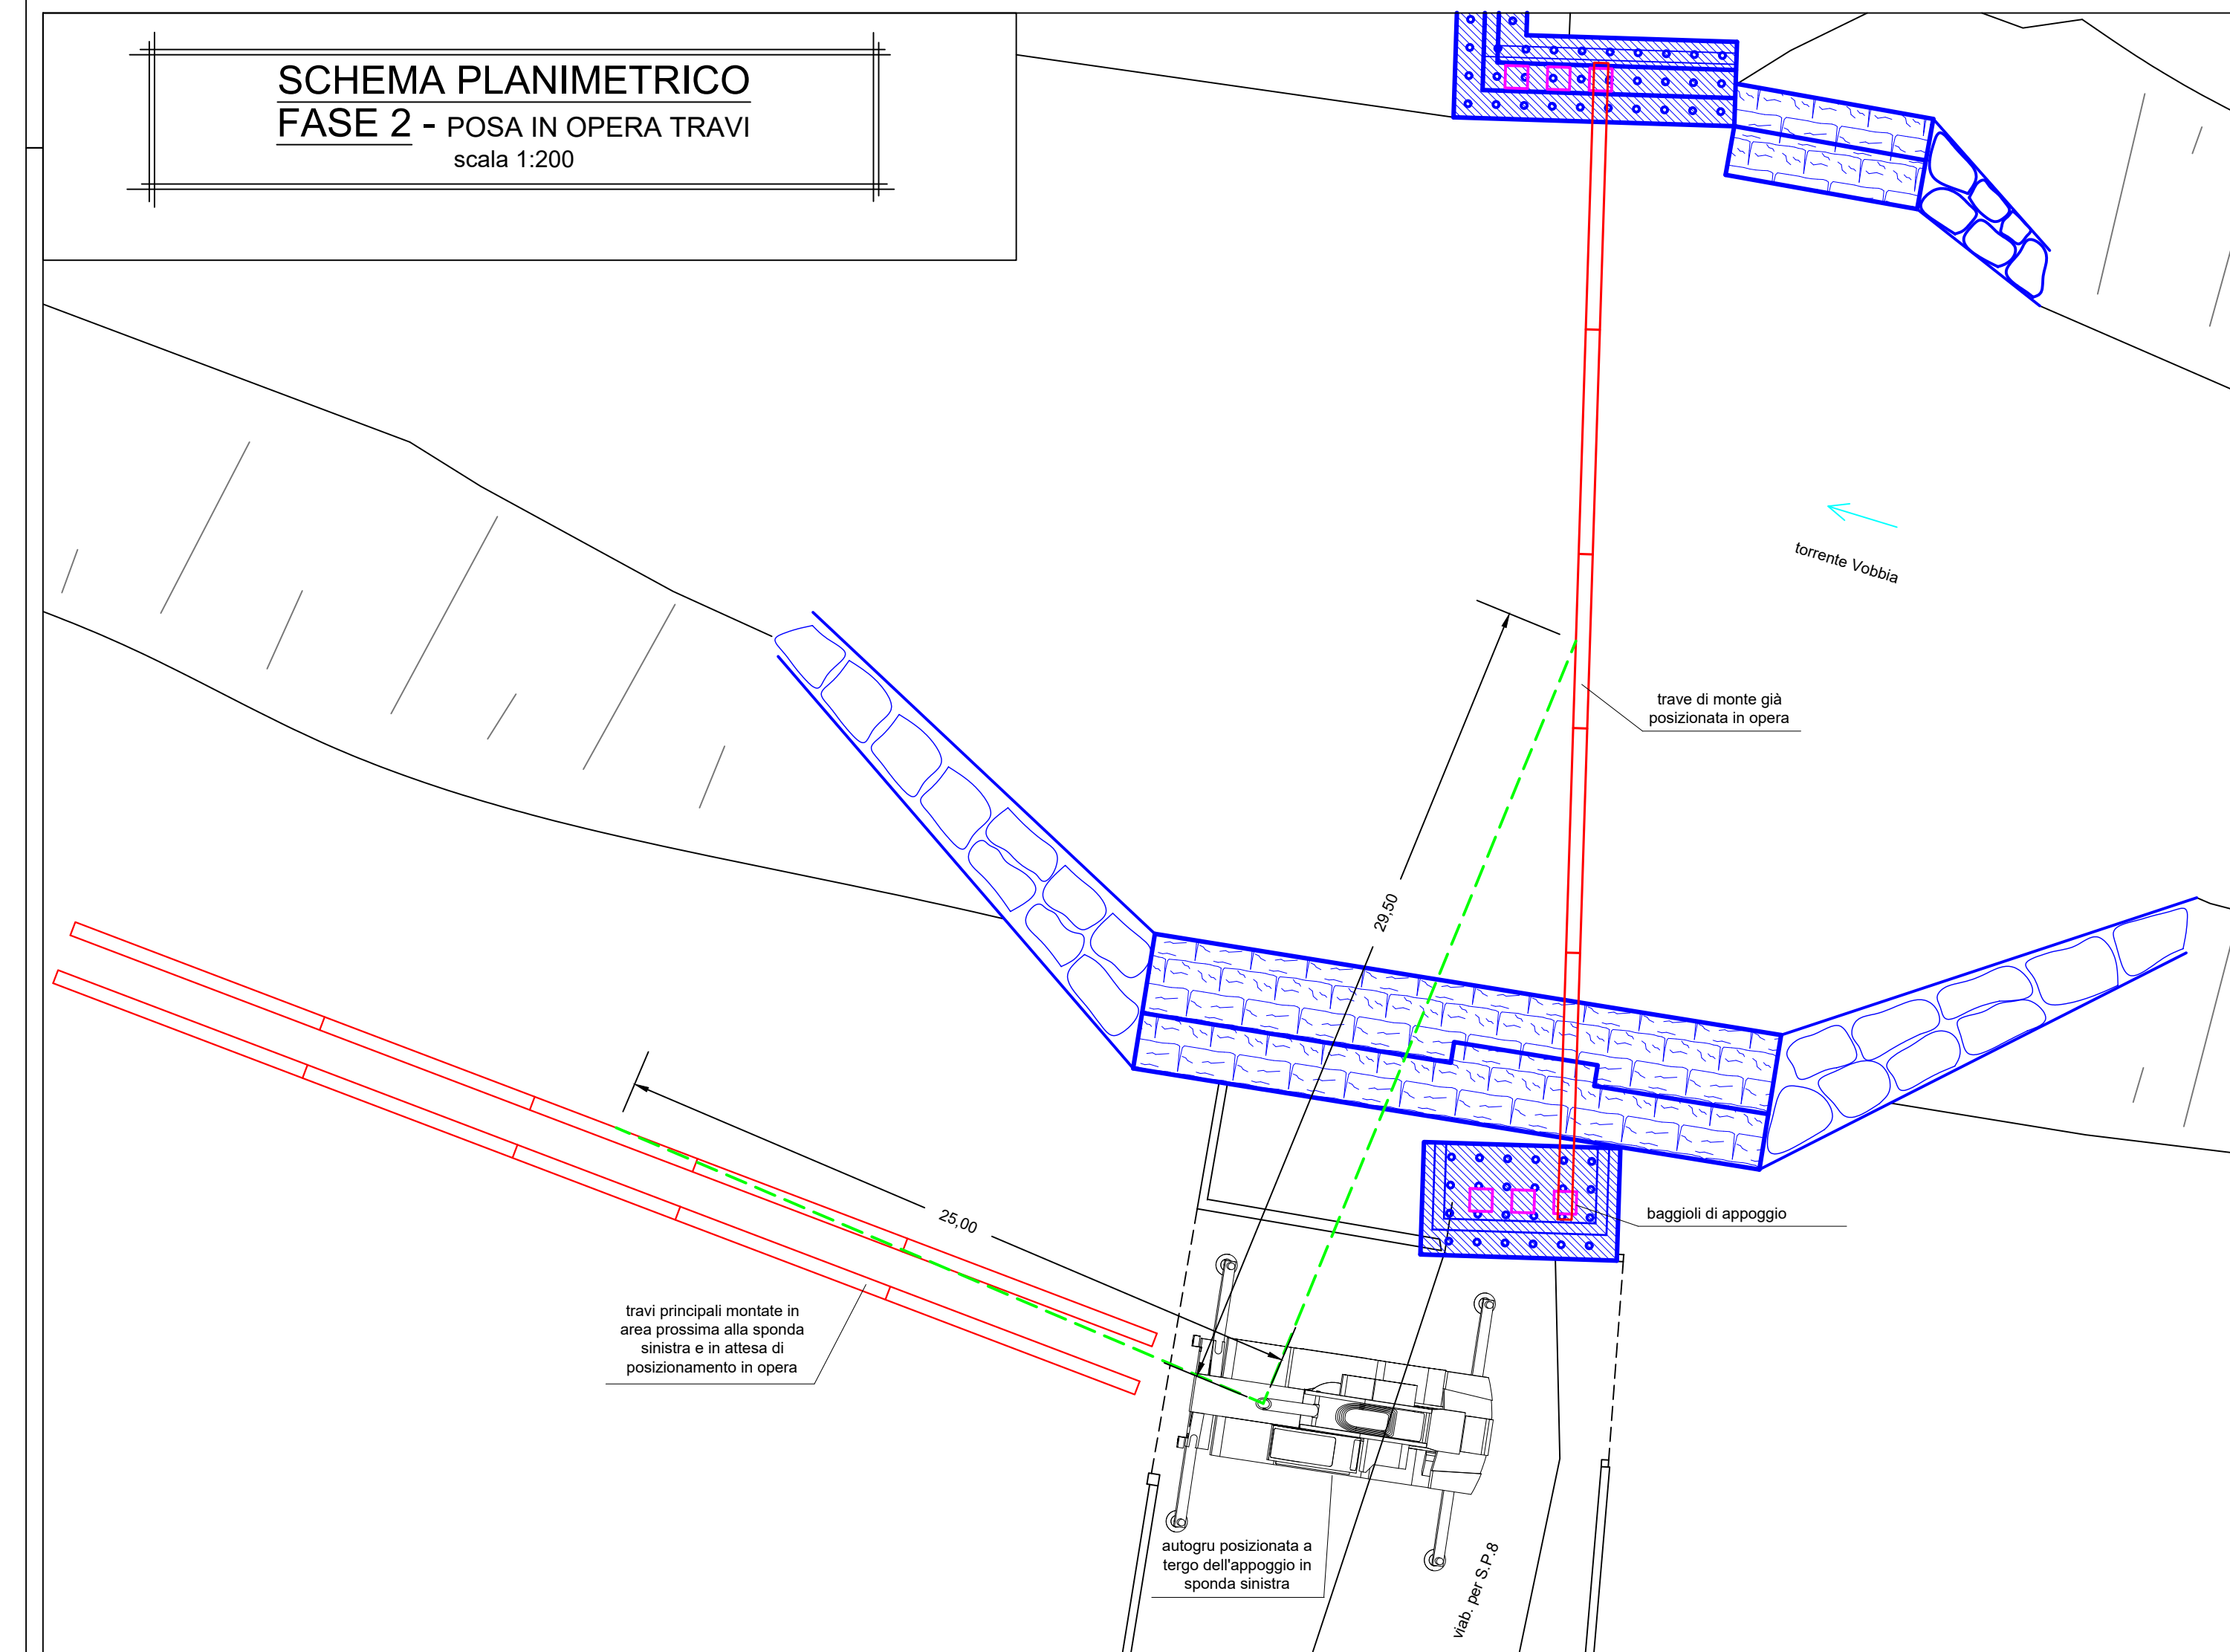 SCHEMA PLANIMETRICO
FASE 2 - POSA IN OPERA TRAVI
scala 1:200
torrente Vobbia
trave di monte già
posizionata in opera
29,50
25,00
baggioli di appoggio
travi principali montate in
area prossima alla sponda
sinistra e in attesa di
posizionamento in opera
autogru posizionata a
tergo dell'appoggio in
sponda sinistra
viab. per S.P.8